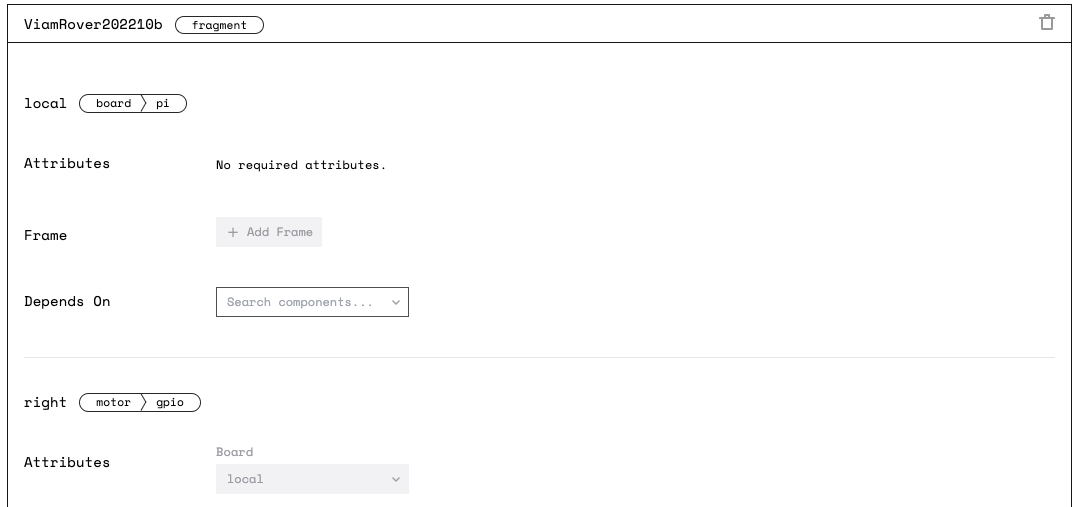 ViamRover202210b fragment
local board pi
Attributes No required attributes.
Frame + Add Frame
Depends On Search components...
right motor gpio
Board
Attributes
local